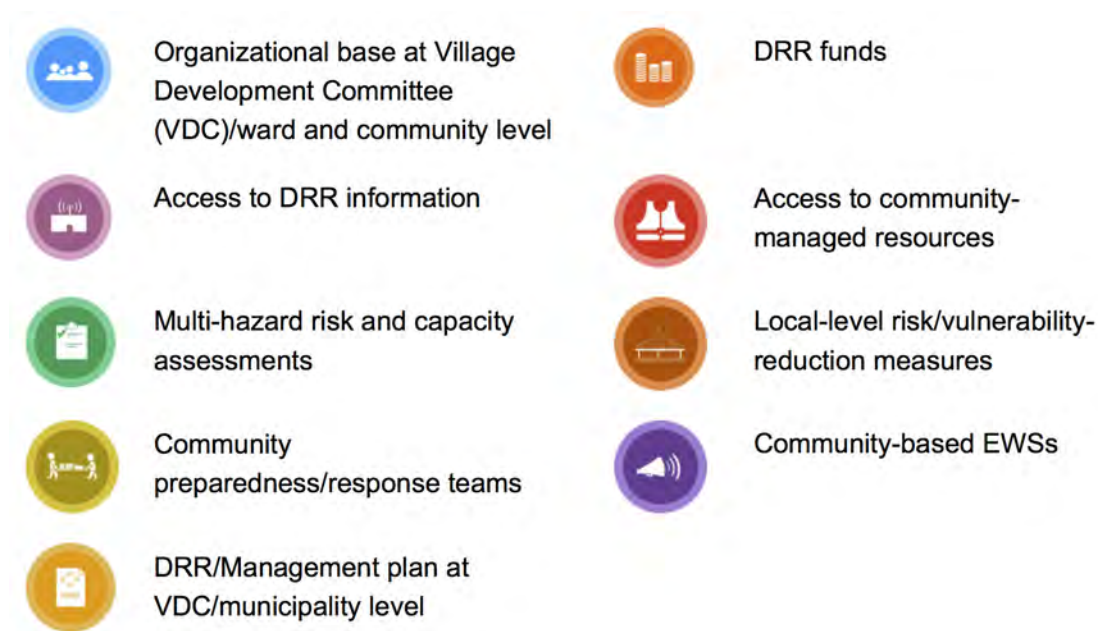 Organizational base at Village
Development Committee
(VDC)/ward and community level
Access to DRR information
Multi-hazard risk and capacity
assessments
Community
preparedness/response teams
DRR/Management plan at
VDC/municipality level
DRR funds
Access to community-
managed resources
Local-level risk/vulnerability-
reduction measures
Community-based EWSs